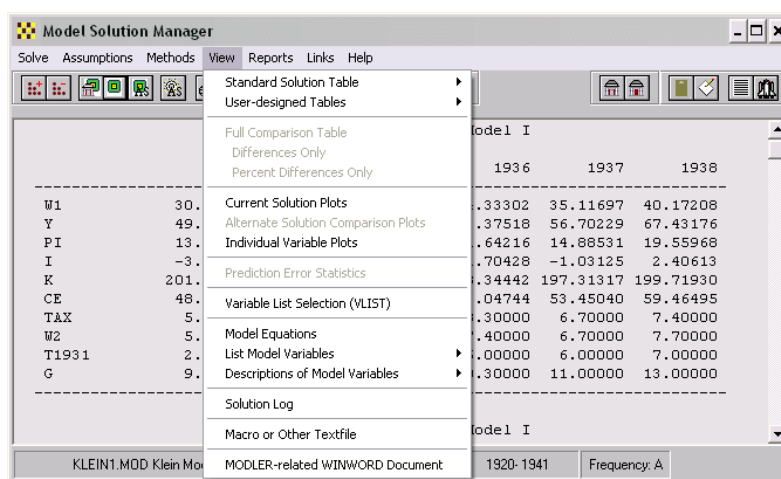 Model Solution Manager
Solve Assumptions Methods View Reports Links Help
Standard Solution Table
User-designed Tables
Full Comparison Table
Differences Only
Percent Differences Only
Current Solution Plots
Alternate Solution Comparison Plots
Individual Variable Plots
Prediction Error Statistics
Variable List Selection (VLIST)
Model Equations
List Model Variables
Descriptions of Model Variables
Solution Log
Macro or Other Textfile
MODLER-related WINWORD Document
Model I
1936 1937 1938
W1 30. .33302 35.11697 40.17208
Y 49. .37518 56.70229 67.43176
PI 13. .64216 14.88531 19.55968
I -3. .70428 -1.03125 2.40613
K 201. .34442 197.31317 199.71930
CE 48. .04744 53.45040 59.46495
TAX 5. .30000 6.70000 7.40000
W2 5. .40000 6.70000 7.70000
T1931 2. .00000 6.00000 7.00000
G 9. .30000 11.00000 13.00000
Model I
KLEIN1.MOD Klein Mo 1920- 1941 Frequency: A